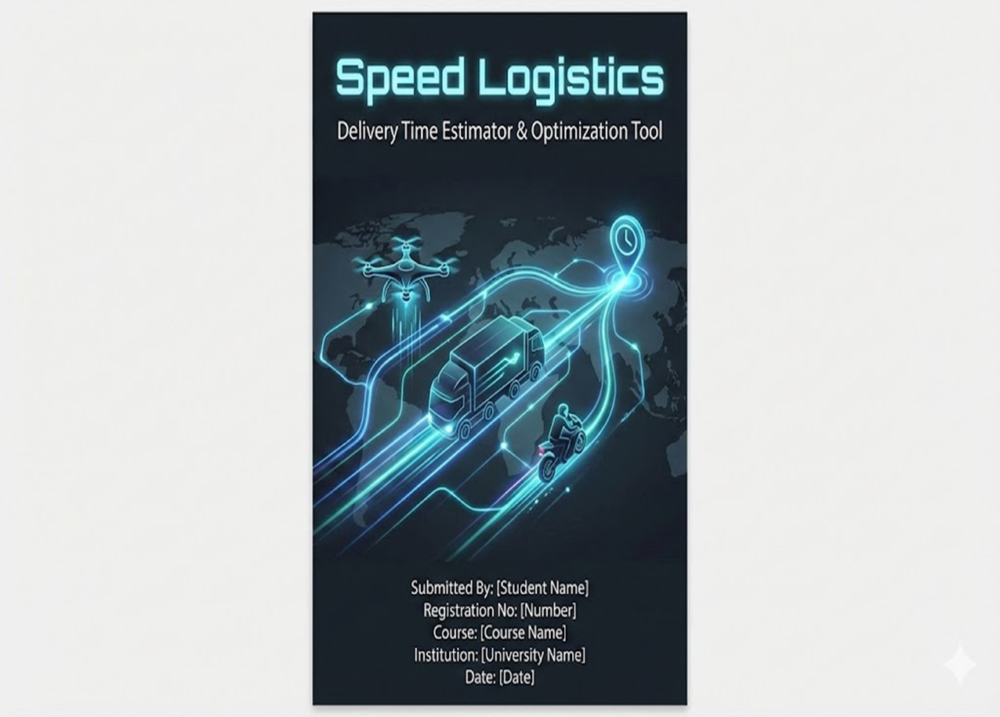 Speed Logistics
Delivery Time Estimator & Optimization Tool
Submitted By: [Student Name]
Registration No: [Number]
Course: [Course Name]
Institution: [University Name]
Date: [Date]